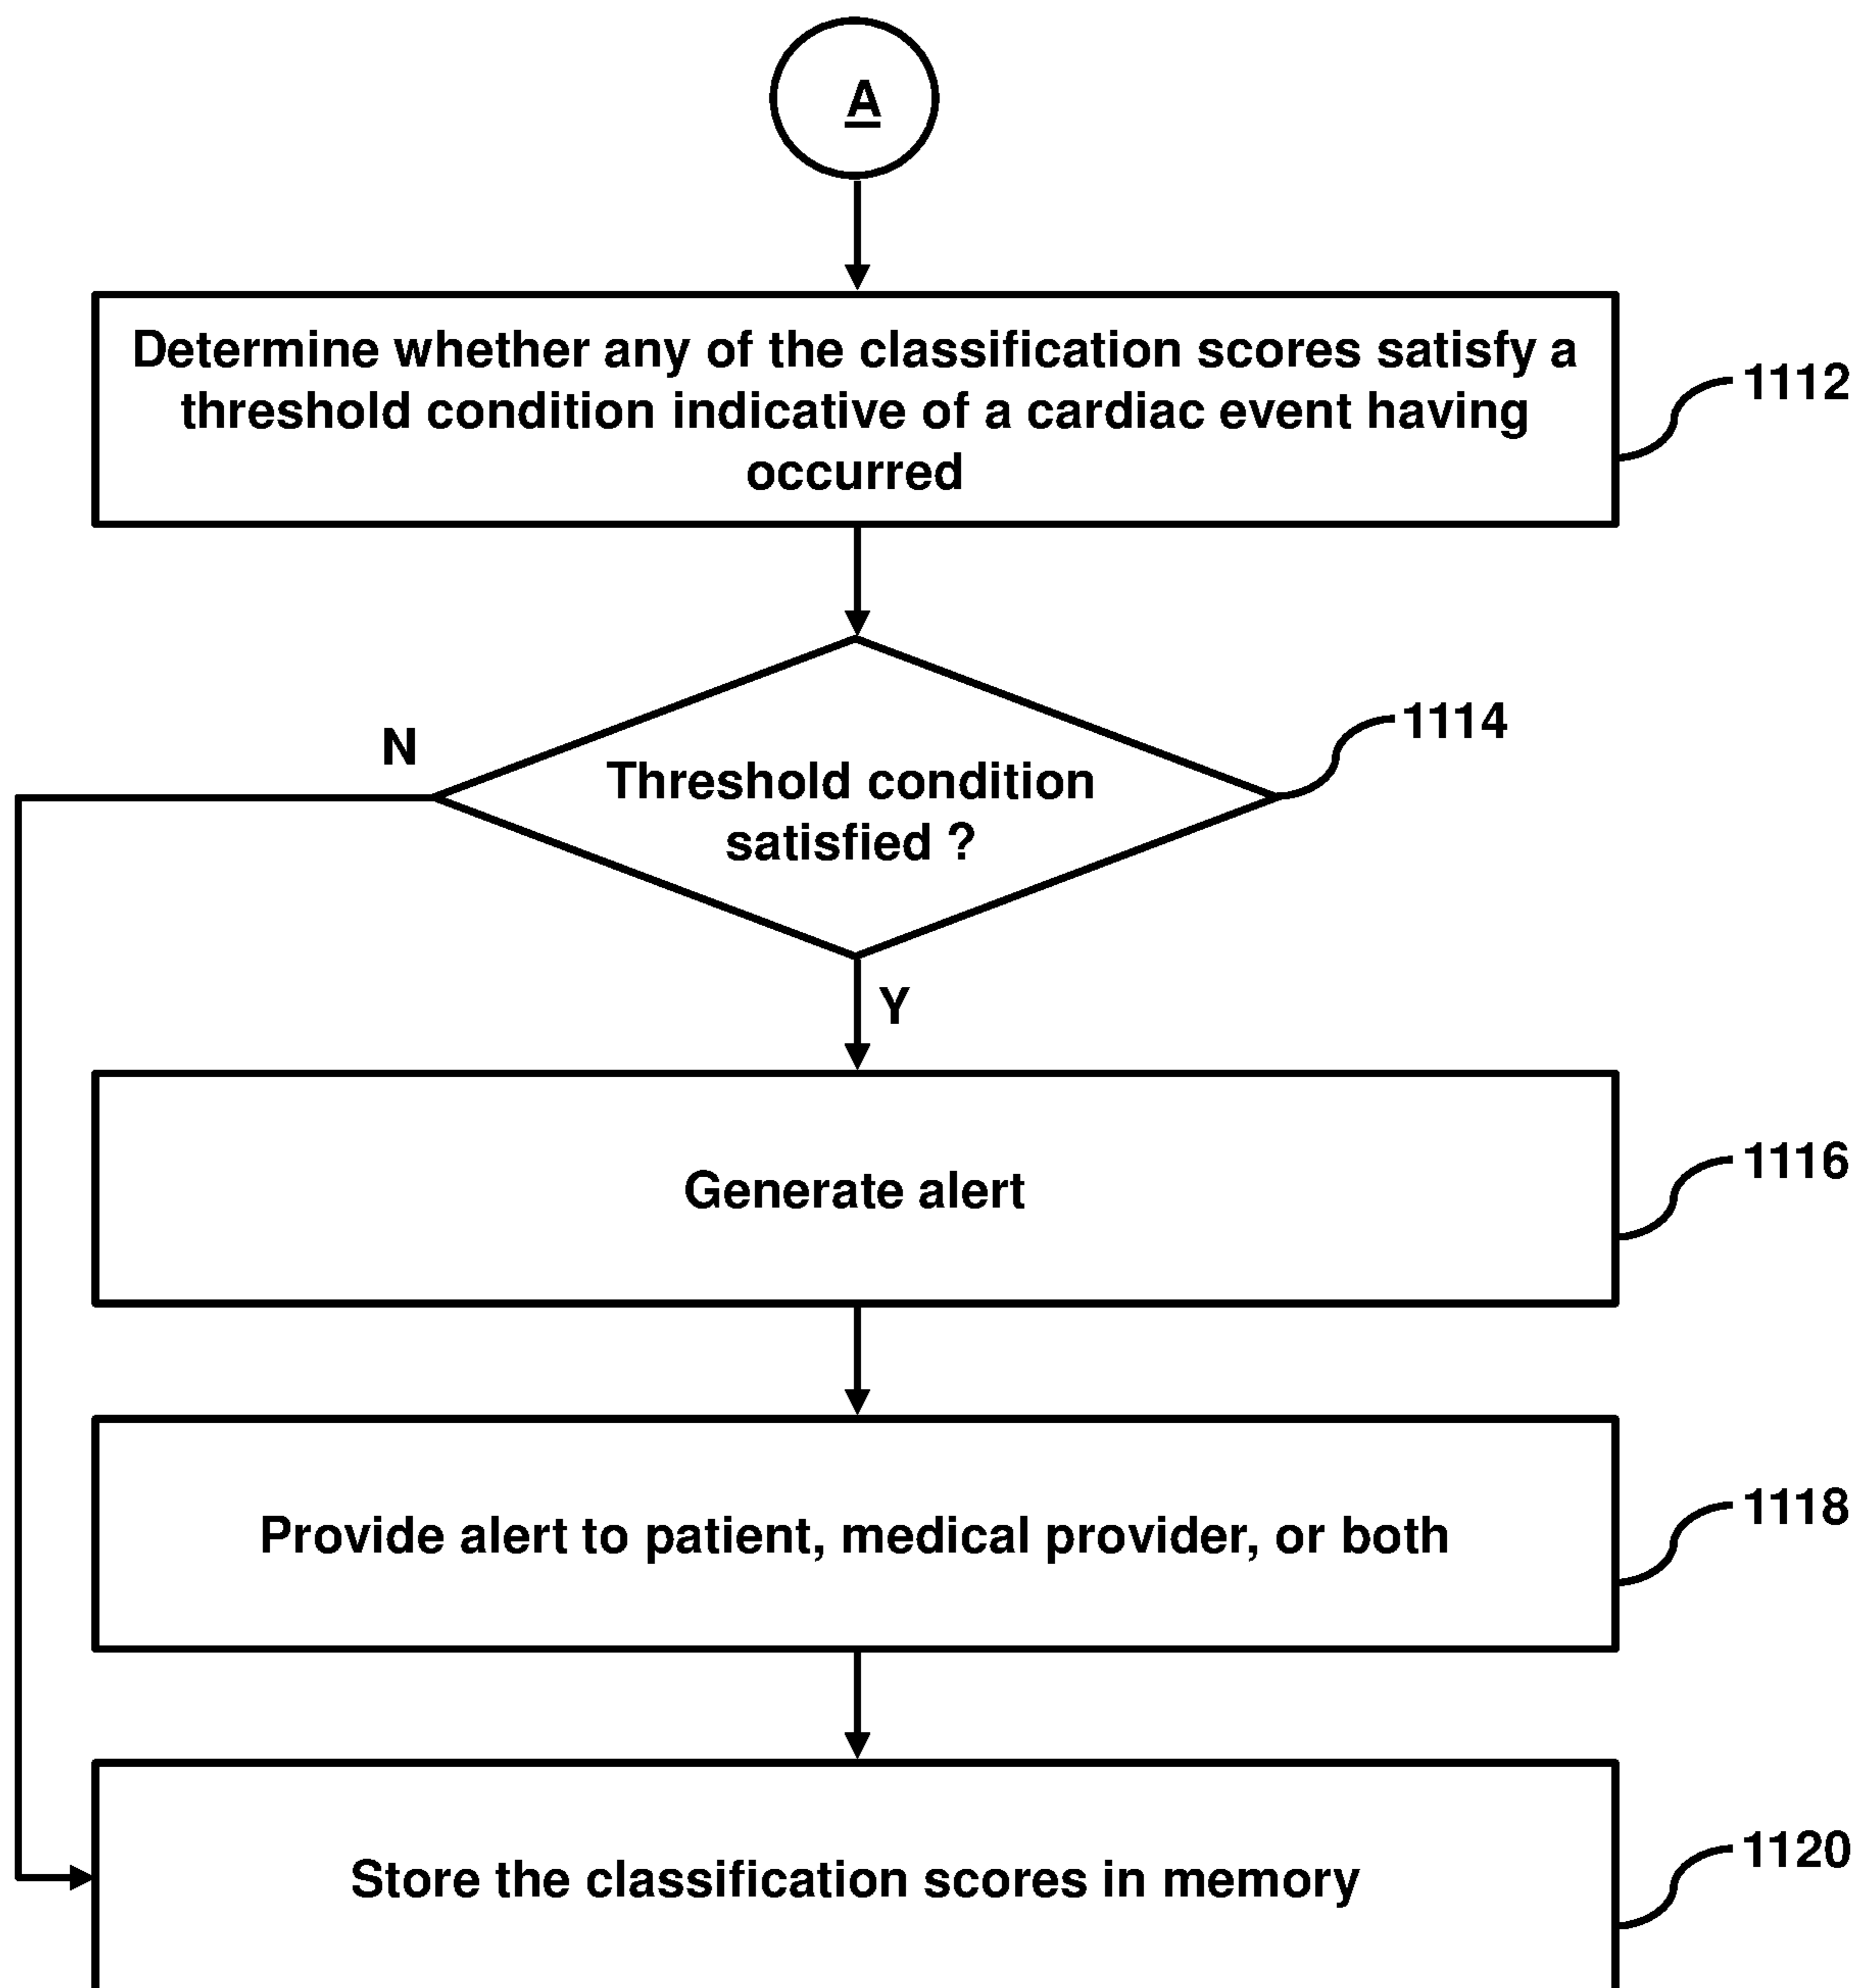 A
Determine whether any of the classification scores satisfy a
threshold condition indicative of a cardiac event having
occurred
1112
N
1114
Threshold condition
satisfied ?
Y
Generate alert
1116
Provide alert to patient, medical provider, or both
1118
Store the classification scores in memory
1120